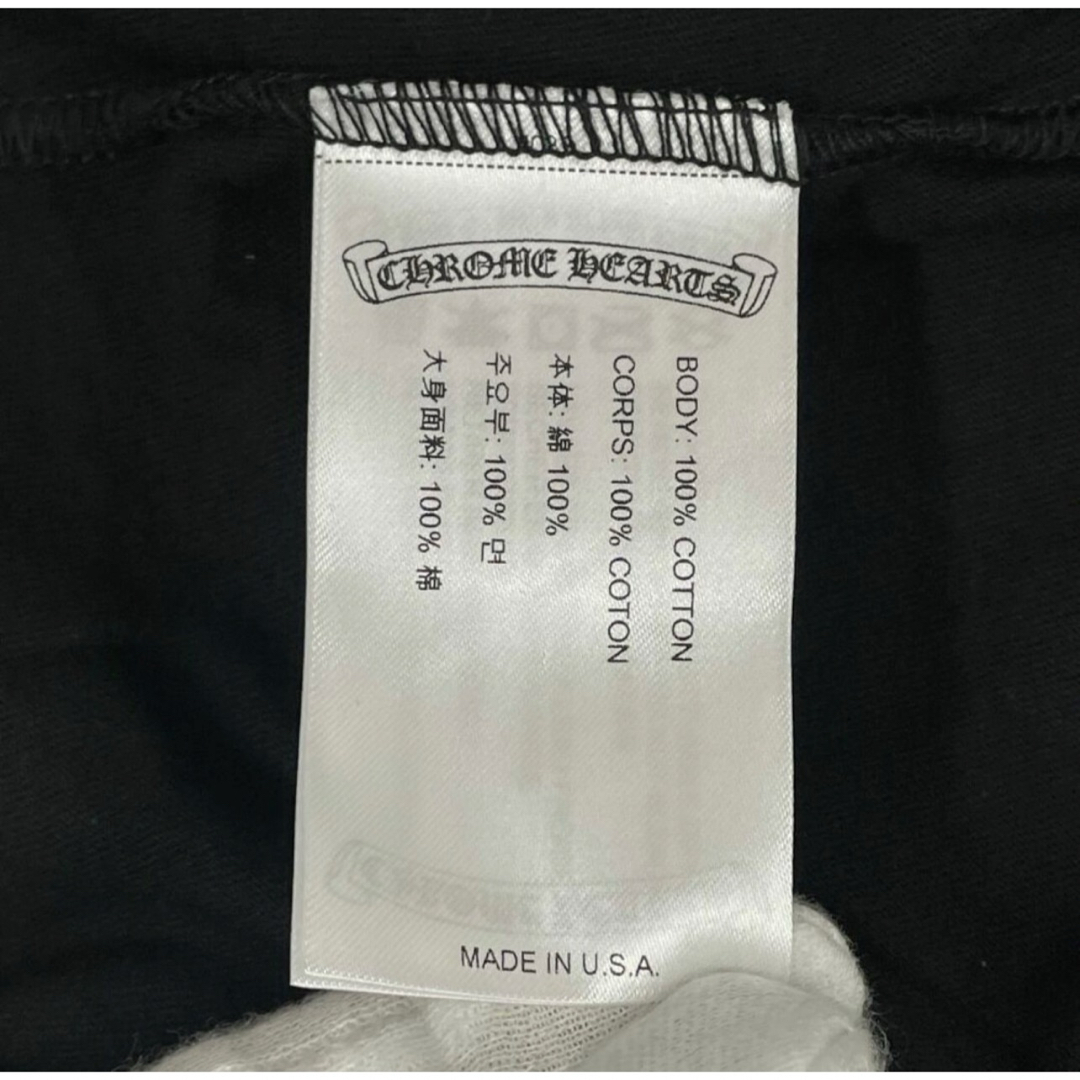 CHROME HEARTS
BODY: 100% COTTON
CORPS: 100% COTON
本体: 綿 100%
주요부: 100% 면
大身面料: 100% 棉
MADE IN U.S.A.